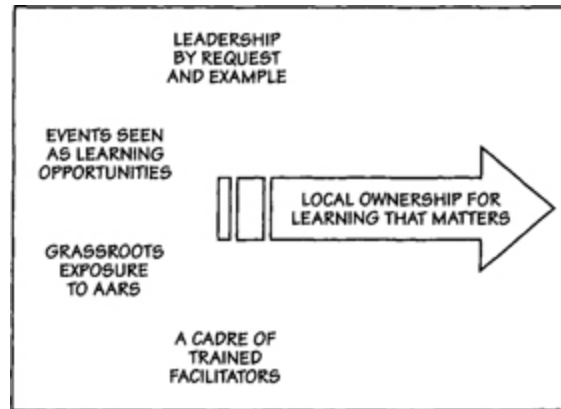 LEADERSHIP
BY REQUEST
AND EXAMPLE
EVENTS SEEN
AS LEARNING
OPPORTUNITIES
LOCAL OWNERSHIP FOR
LEARNING THAT MATTERS
GRASSROOTS
EXPOSURE
TO AARS
A CADRE OF
TRAINED
FACILITATORS